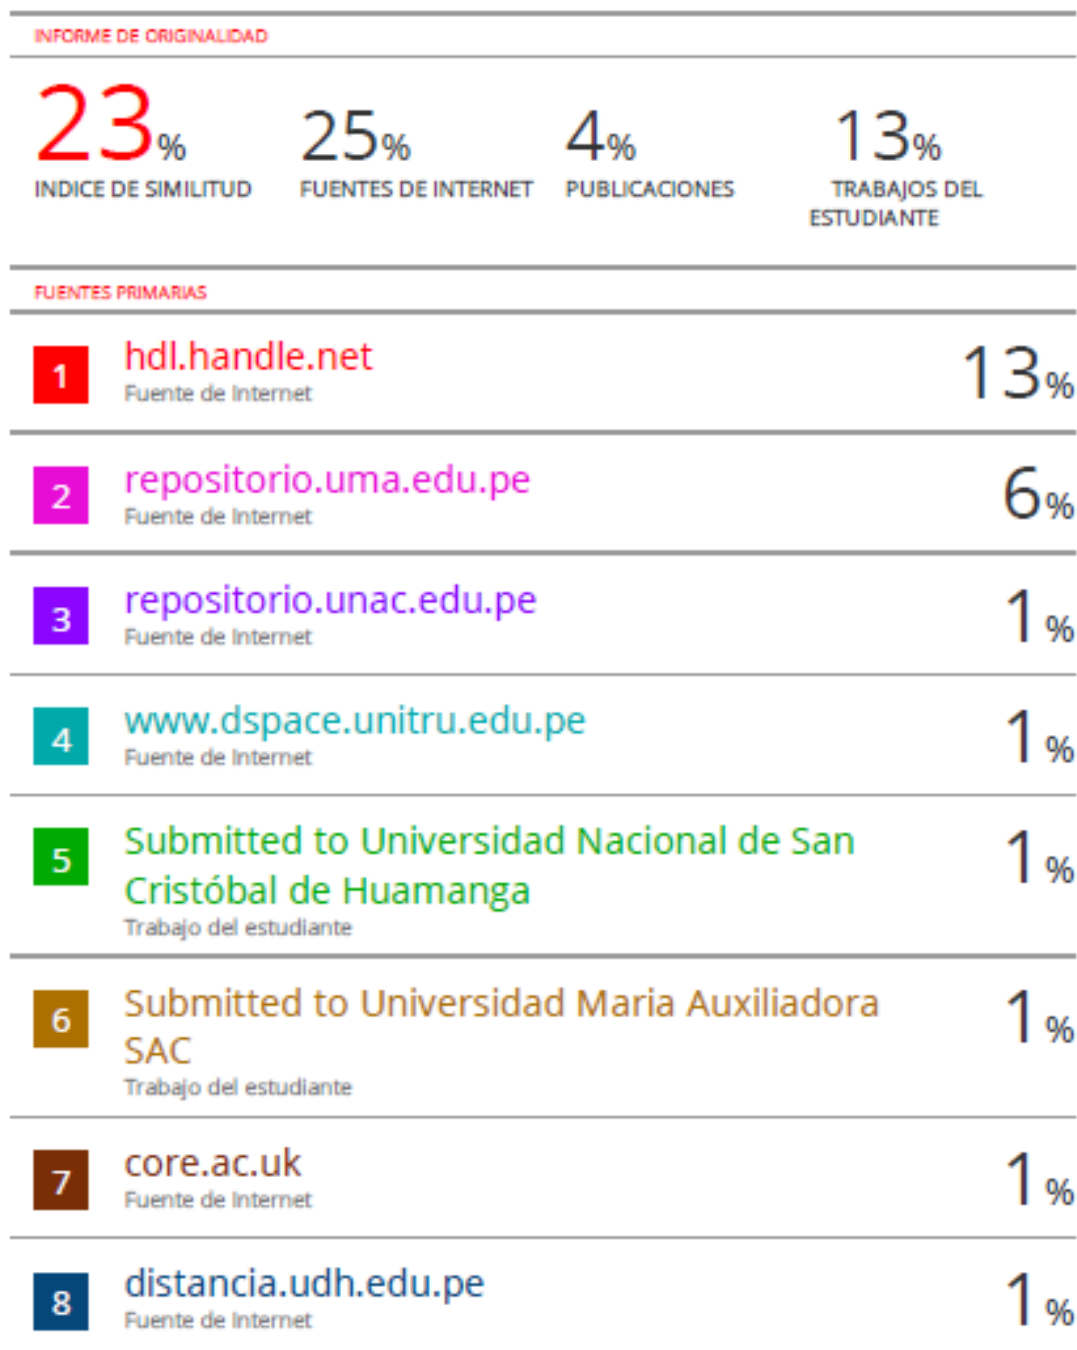 INFORME DE ORIGINALIDAD
23% 25% 4% 13%
INDICE DE SIMILITUD FUENTES DE INTERNET PUBLICACIONES TRABAJOS DEL
ESTUDIANTE
FUENTES PRIMARIAS
1 hdl.handle.net 13%
Fuente de Internet
2 repositorio.uma.edu.pe 6%
Fuente de Internet
3 repositorio.unac.edu.pe 1%
Fuente de Internet
4 www.dspace.unitru.edu.pe 1%
Fuente de Internet
5 Submitted to Universidad Nacional de San 1%
Cristóbal de Huamanga
Trabajo del estudiante
6 Submitted to Universidad Maria Auxiliadora 1%
SAC
Trabajo del estudiante
7 core.ac.uk 1%
Fuente de Internet
8 distancia.udh.edu.pe 1%
Fuente de Internet